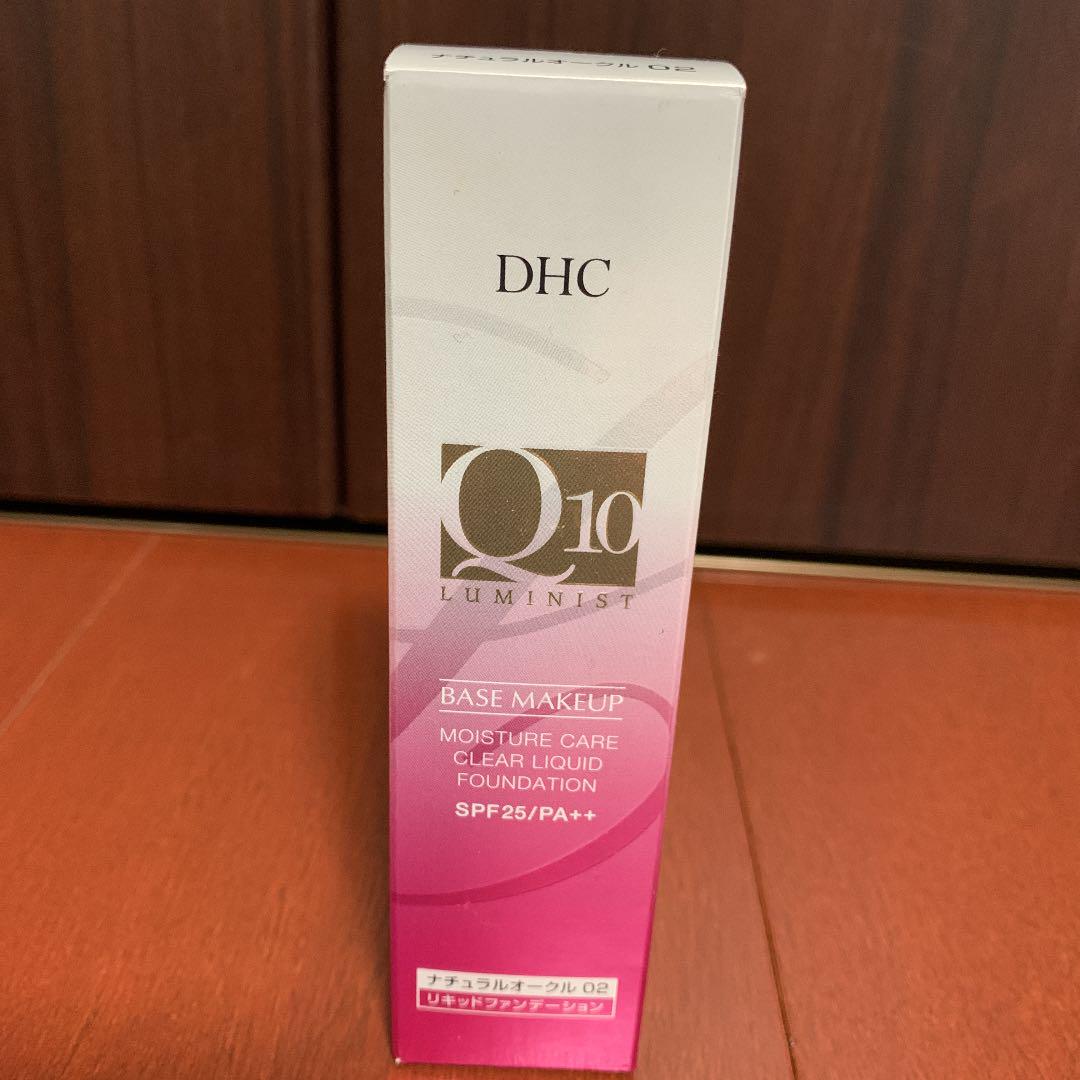 ナチュラルオークル 02
DHC
Q10
LUMINIST
BASE MAKEUP
MOISTURE CARE
CLEAR LIQUID
FOUNDATION
SPF25/PA++
ナチュラルオークル 02
リキッドファンデーション